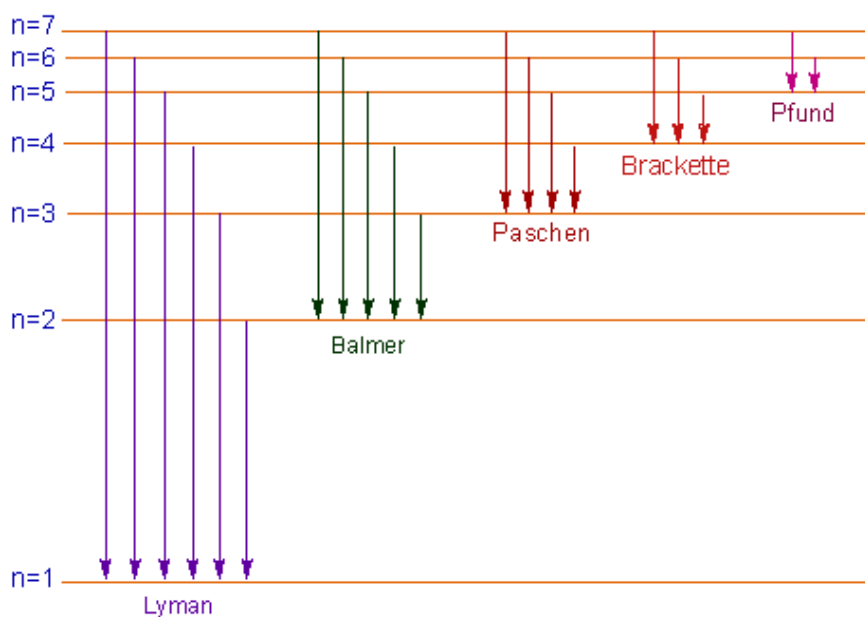 n=7
n=6
n=5
Pfund
n=4
Brackette
n=3
Paschen
n=2
Balmer
n=1
Lyman